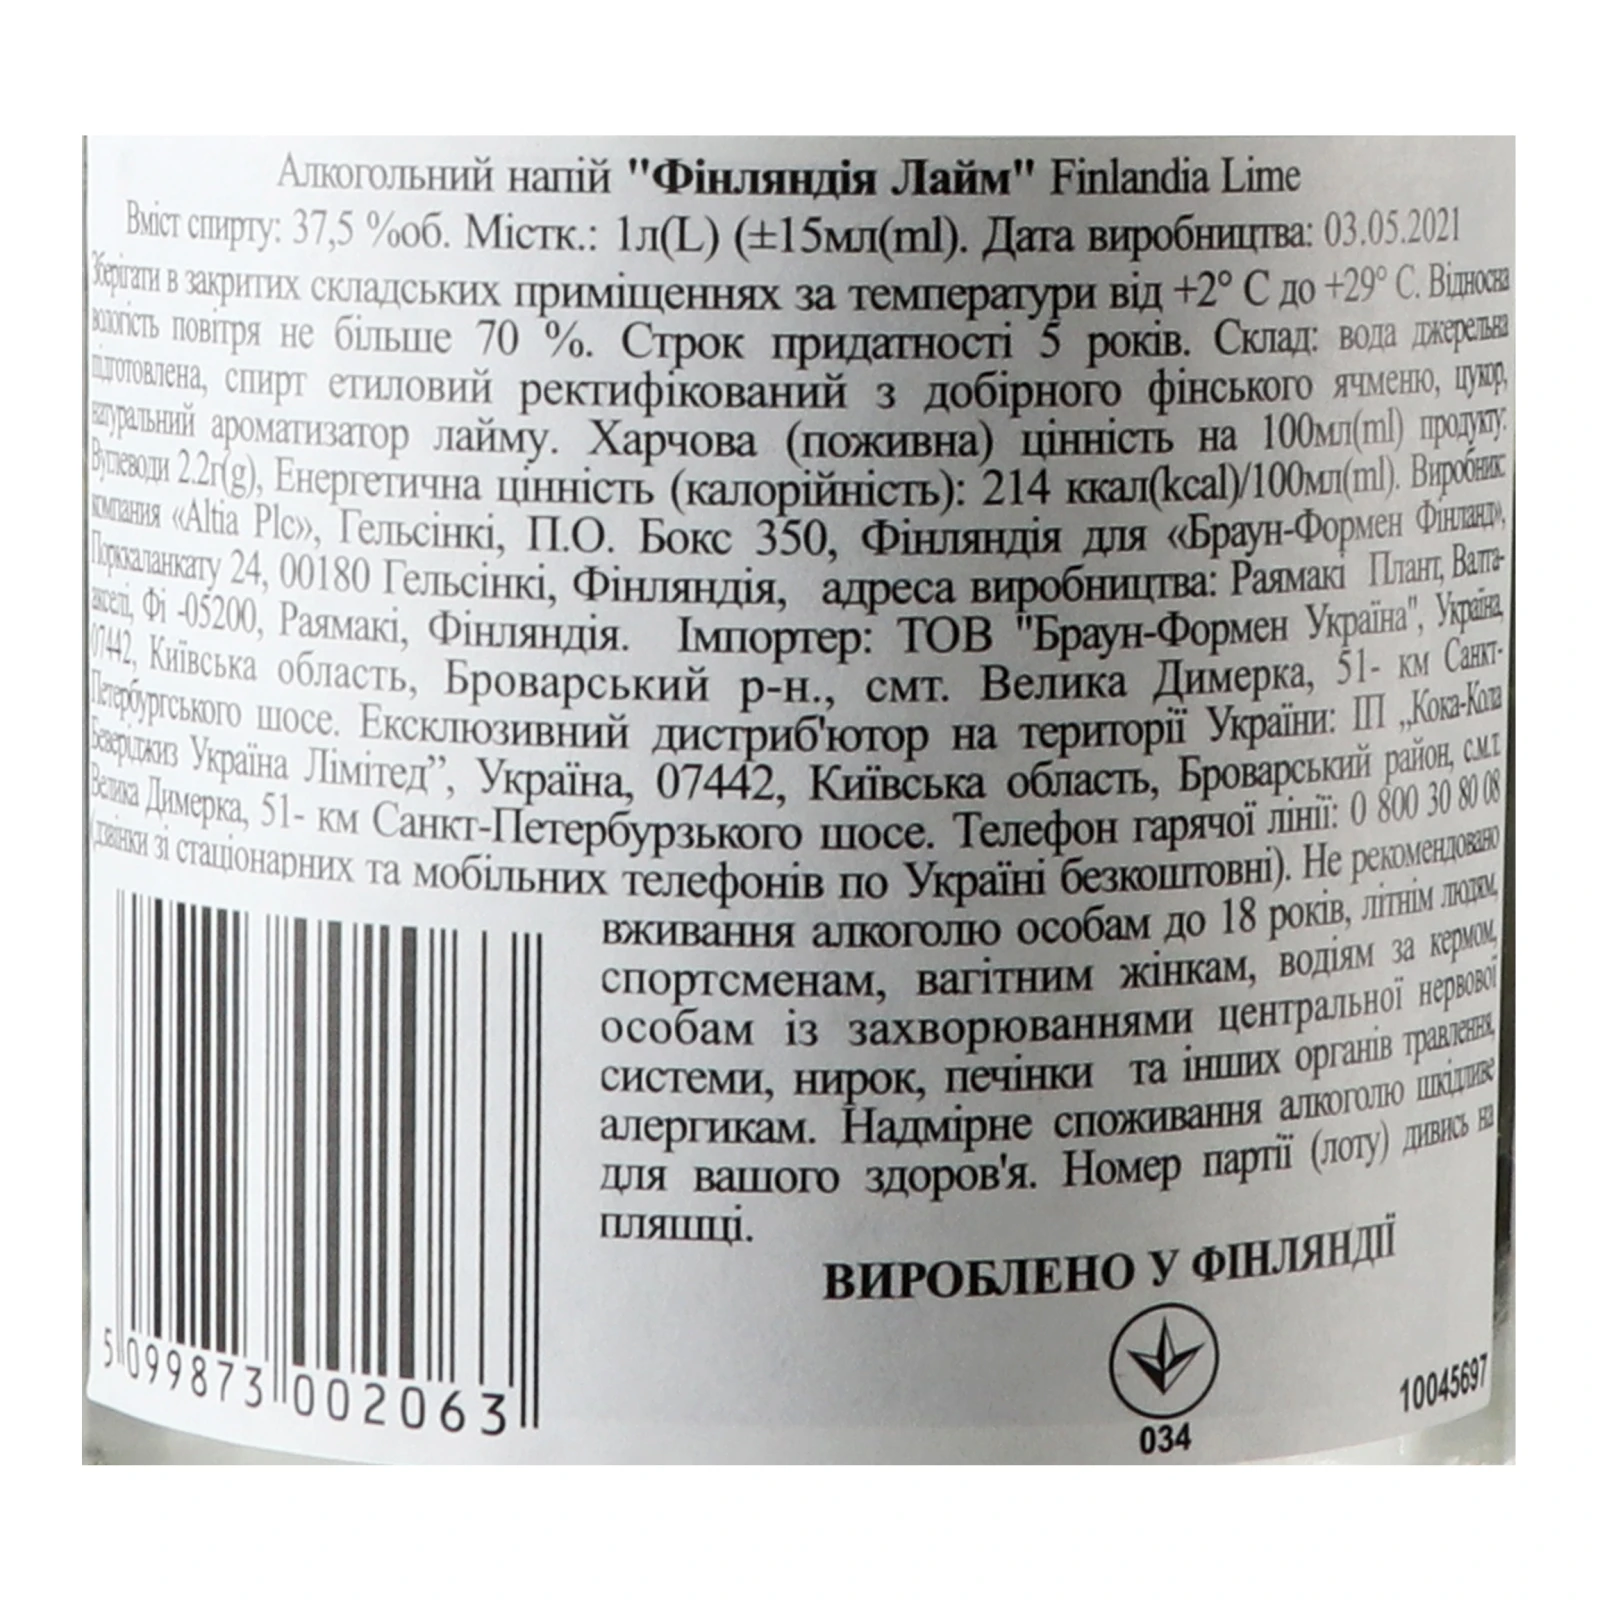 Алкогольний напій "Фінляндія Лайм" Finlandia Lime
Вміст спирту: 37,5 %об. Містк.: 1л(L) (±15мл(ml). Дата виробництва: 03.05.2021
Зберігати в закритих складських приміщеннях за температури від +2° С до +29° С. Відносна
вологість повітря не більше 70 %. Строк придатності 5 років. Склад: вода джерельна
підготовлена, спирт етиловий ректифікований з добірного фінського ячменю, цукор,
натуральний ароматизатор лайму. Харчова (поживна) цінність на 100мл(ml) продукту:
Вуглеводи 2.2г(g), Енергетична цінність (калорійність): 214 ккал(kcal)/100мл(ml). Виробник:
компания «Altia Plc», Гельсінкі, П.О. Бокс 350, Фінляндія для «Браун-Формен Фінланд»,
Порккаланкату 24, 00180 Гельсінкі, Фінляндія, адреса виробництва: Раямакі Плант, Валта-
акселі, Фі -05200, Раямакі, Фінляндія. Імпортер: ТОВ "Браун-Формен Україна", Україна,
07442, Київська область, Броварський р-н., смт. Велика Димерка, 51- км Санкт-
Петербургського шосе. Ексклюзивний дистриб'ютор на території України: ІП „Кока-Кола
Беверіджиз Україна Лімітед”, Україна, 07442, Київська область, Броварський район, с.м.т.
Велика Димерка, 51- км Санкт-Петербурзького шосе. Телефон гарячої лінії: 0 800 30 80 08
(дзвінки зі стаціонарних та мобільних телефонів по Україні безкоштовні). Не рекомендовано
вживання алкоголю особам до 18 років, літнім людям,
спортсменам, вагітним жінкам, водіям за кермом,
особам із захворюваннями центральної нервової
системи, нирок, печінки та інших органів травлення,
алергикам. Надмірне споживання алкоголю шкідливе
для вашого здоров'я. Номер партії (лоту) дивись на
пляшці.
ВИРОБЛЕНО У ФІНЛЯНДІЇ
034
10045697
5 099873 002063